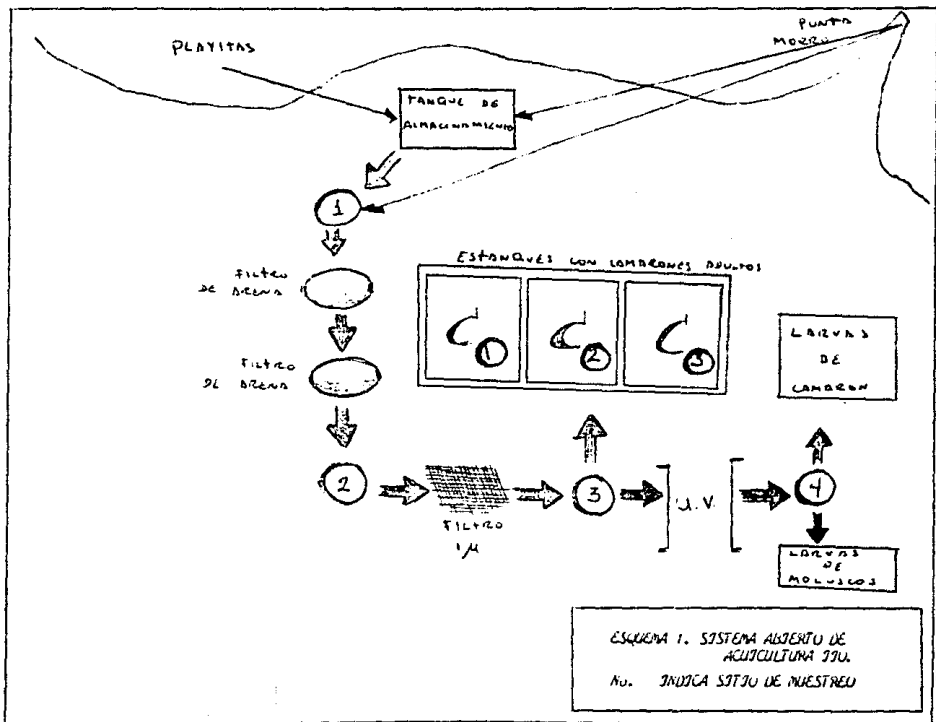 PLAYITAS
PUNTA
MORRO
TANQUE DE
ALMACENAMIENTO
1
ESTANQUES CON CAMARONES ADULTOS
FILTRO
DE ARENA
1
2
3
LARVAS
DE
CAMARON
FILTRO
DE ARENA
2
3
U.V.
4
FILTRO
1 μ
LARVAS
DE
MOLUSCOS
ESQUEMA 1. SISTEMA ABIERTO DE
ACUICULTURA IIO.
No. INDICA SITIO DE MUESTREO